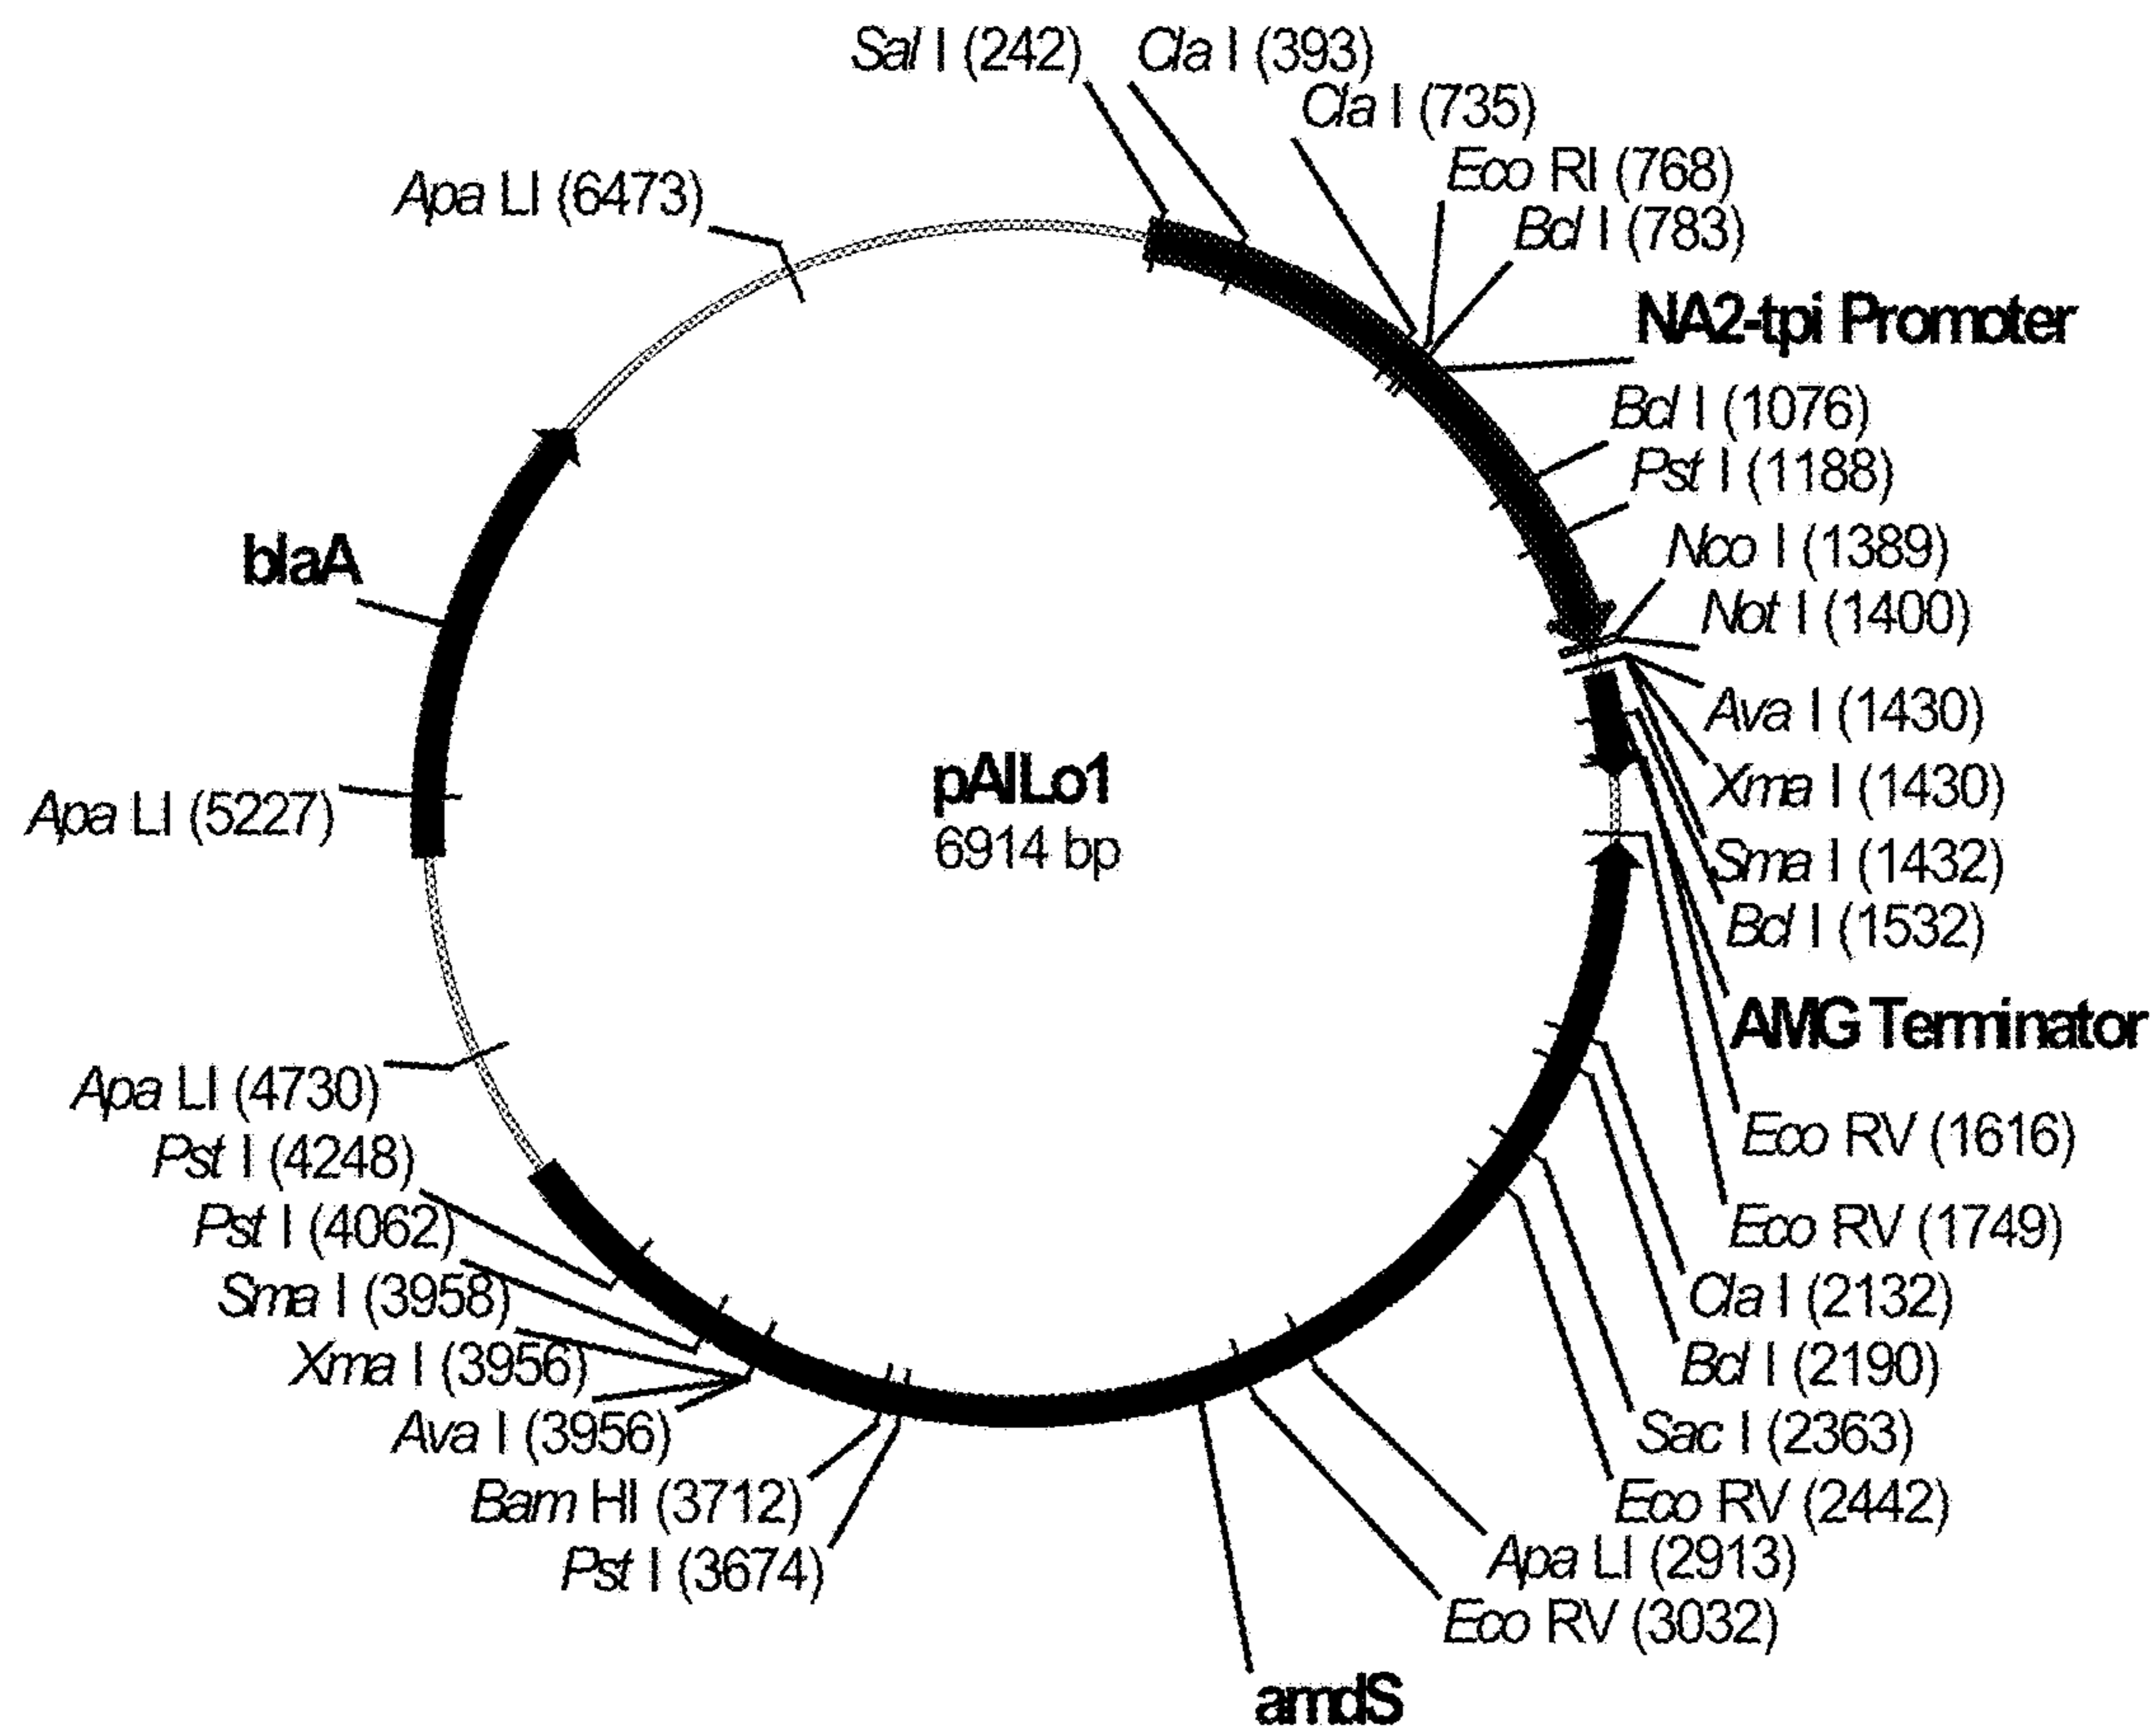 Sal I (242)
Cla I (393)
Cla I (735)
Eco RI (768)
Bcl I (783)
NA2-tpi Promoter
Bcl I (1076)
Pst I (1188)
Nco I (1389)
Not I (1400)
Ava I (1430)
Xma I (1430)
Sma I (1432)
Bcl I (1532)
AMG Terminator
Eco RV (1616)
Eco RV (1749)
Cla I (2132)
Bcl I (2190)
Sac I (2363)
Eco RV (2442)
Apa LI (2913)
Eco RV (3032)
amdS
Pst I (3674)
Bam HI (3712)
Ava I (3956)
Xma I (3956)
Sma I (3958)
Pst I (4062)
Pst I (4248)
Apa LI (4730)
Apa LI (5227)
blaA
Apa LI (6473)
pAlLo1
6914 bp